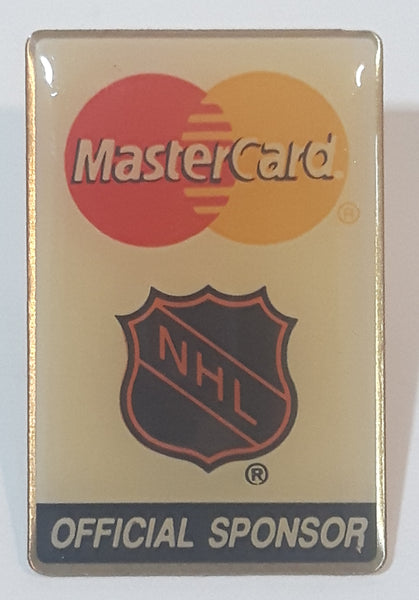 MasterCard®
NHL
®
OFFICIAL SPONSOR